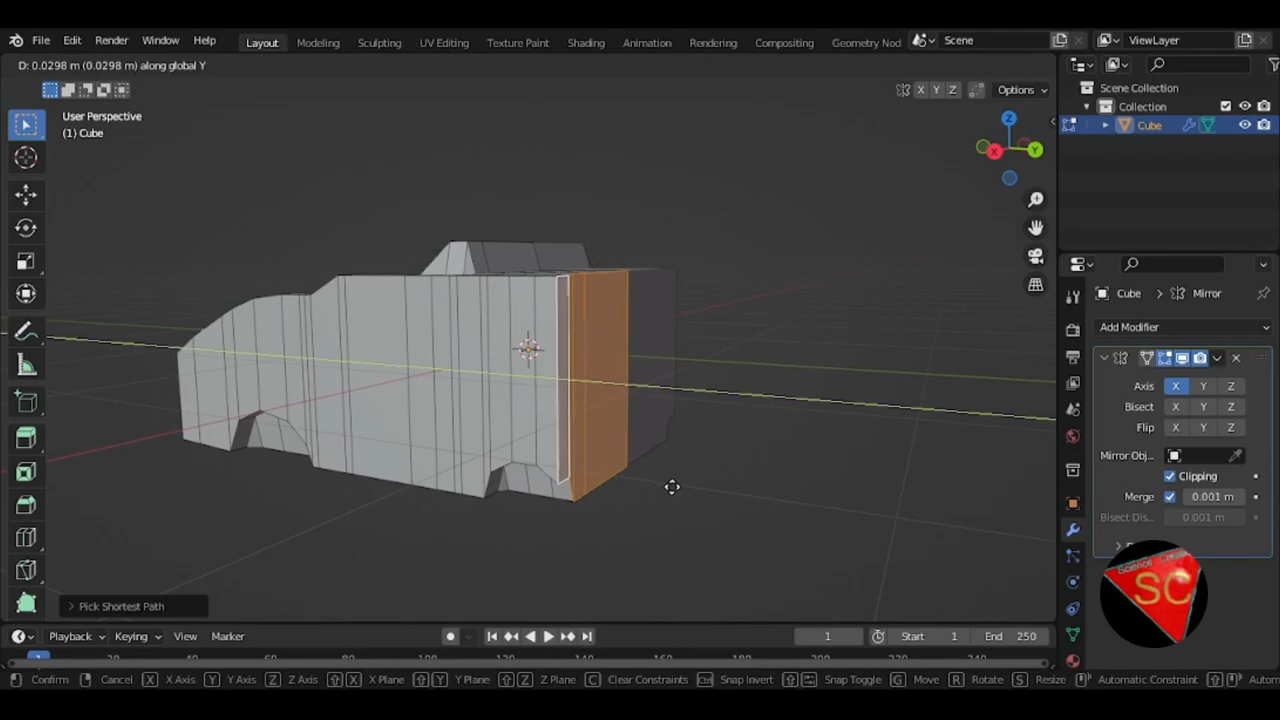 File Edit Render Window Help
Layout Modeling Sculpting UV Editing Texture Paint Shading Animation Rendering Compositing Geometry Nod
Scene
ViewLayer
D: 0.0298 m (0.0298 m) along global Y
X Y Z
Options
User Perspective
(1) Cube
Z
X
Y
Scene Collection
Collection
Cube
Cube > Mirror
Add Modifier
Axis X Y Z
Bisect X Y Z
Flip X Y Z
Mirror Obj...
Clipping
Merge 0.001 m
Bisect Dis... 0.001 m
SC
> Pick Shortest Path
Playback Keying View Marker
1
Start 1
End 250
1
Confirm Cancel X X Axis Y Y Axis Z Z Axis X X Plane Y Y Plane Z Z Plane C Clear Constraints Ctrl Snap Invert Snap Toggle G Move R Rotate S Resize Automatic Constraint Autom